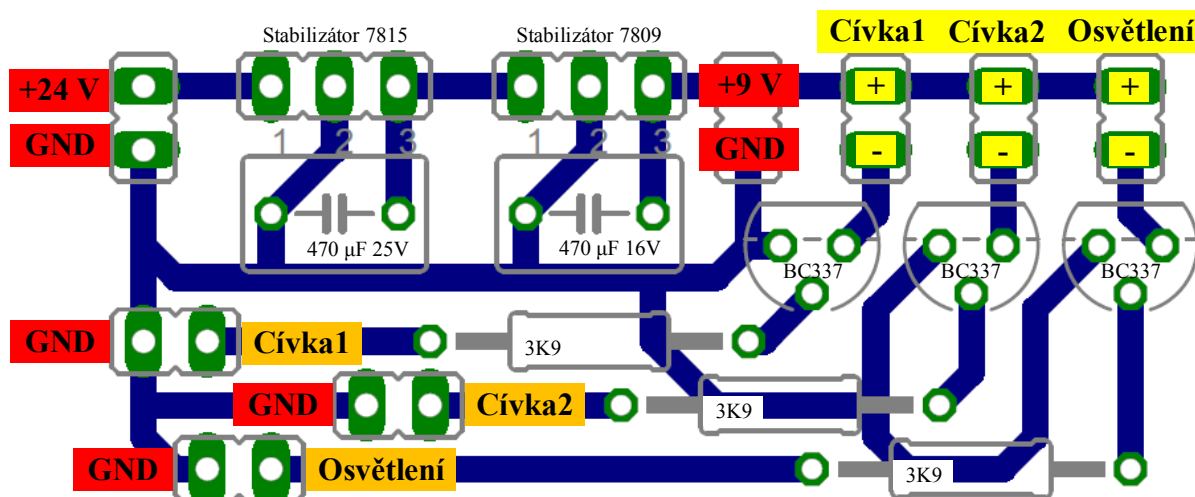 Stabilizátor 7815
Stabilizátor 7809
Cívka1
Cívka2
Osvětlení
+24 V
+9 V
+
+
+
GND
1
2
3
1
2
3
GND
-
-
-
470 µF 25V
470 µF 16V
BC337
BC337
BC337
GND
Cívka1
3K9
GND
Cívka2
3K9
GND
Osvětlení
3K9